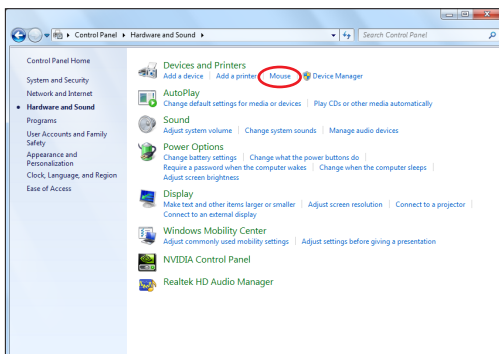 Control Panel ▸ Hardware and Sound ▸
Search Control Panel
Control Panel Home
System and Security
Network and Internet
Hardware and Sound
Programs
User Accounts and Family
Safety
Appearance and
Personalization
Clock, Language, and Region
Ease of Access
Devices and Printers
Add a device | Add a printer | Mouse | Device Manager
AutoPlay
Change default settings for media or devices | Play CDs or other media automatically
Sound
Adjust system volume | Change system sounds | Manage audio devices
Power Options
Change battery settings | Change what the power buttons do |
Require a password when the computer wakes | Change when the computer sleeps |
Adjust screen brightness
Display
Make text and other items larger or smaller | Adjust screen resolution | Connect to a projector |
Connect to an external display
Windows Mobility Center
Adjust commonly used mobility settings | Adjust settings before giving a presentation
NVIDIA Control Panel
Realtek HD Audio Manager